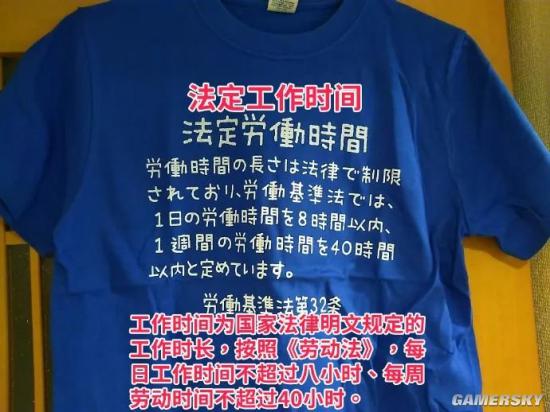 法定工作时间
法定労働時間
労働時間の長さは法律で制限
されており、労働基準法では、
1日の労働時間を8時間以内、
1週間の労働時間を40時間
以内と定めています。
労働基準法第32条
工作时间为国家法律明文规定的
工作时长，按照《劳动法》，每
日工作时间不超过八小时、每周
劳动时间不超过40小时。
GAMERSKY